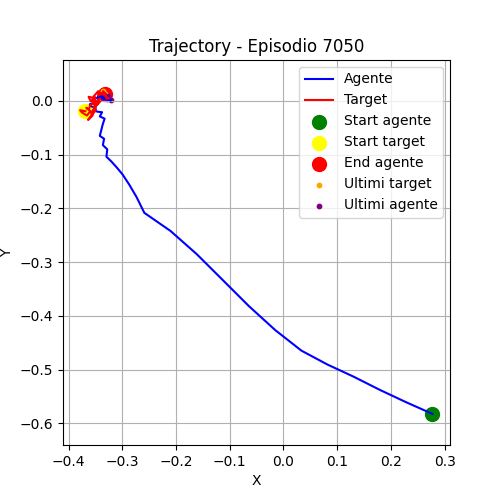 Trajectory - Episodio 7050
Agente
Target
Start agente
Start target
End agente
Ultimi target
Ultimi agente
0.0
−0.1
−0.2
−0.3
−0.4
−0.5
−0.6
Y
−0.4
−0.3
−0.2
−0.1
0.0
0.1
0.2
0.3
X